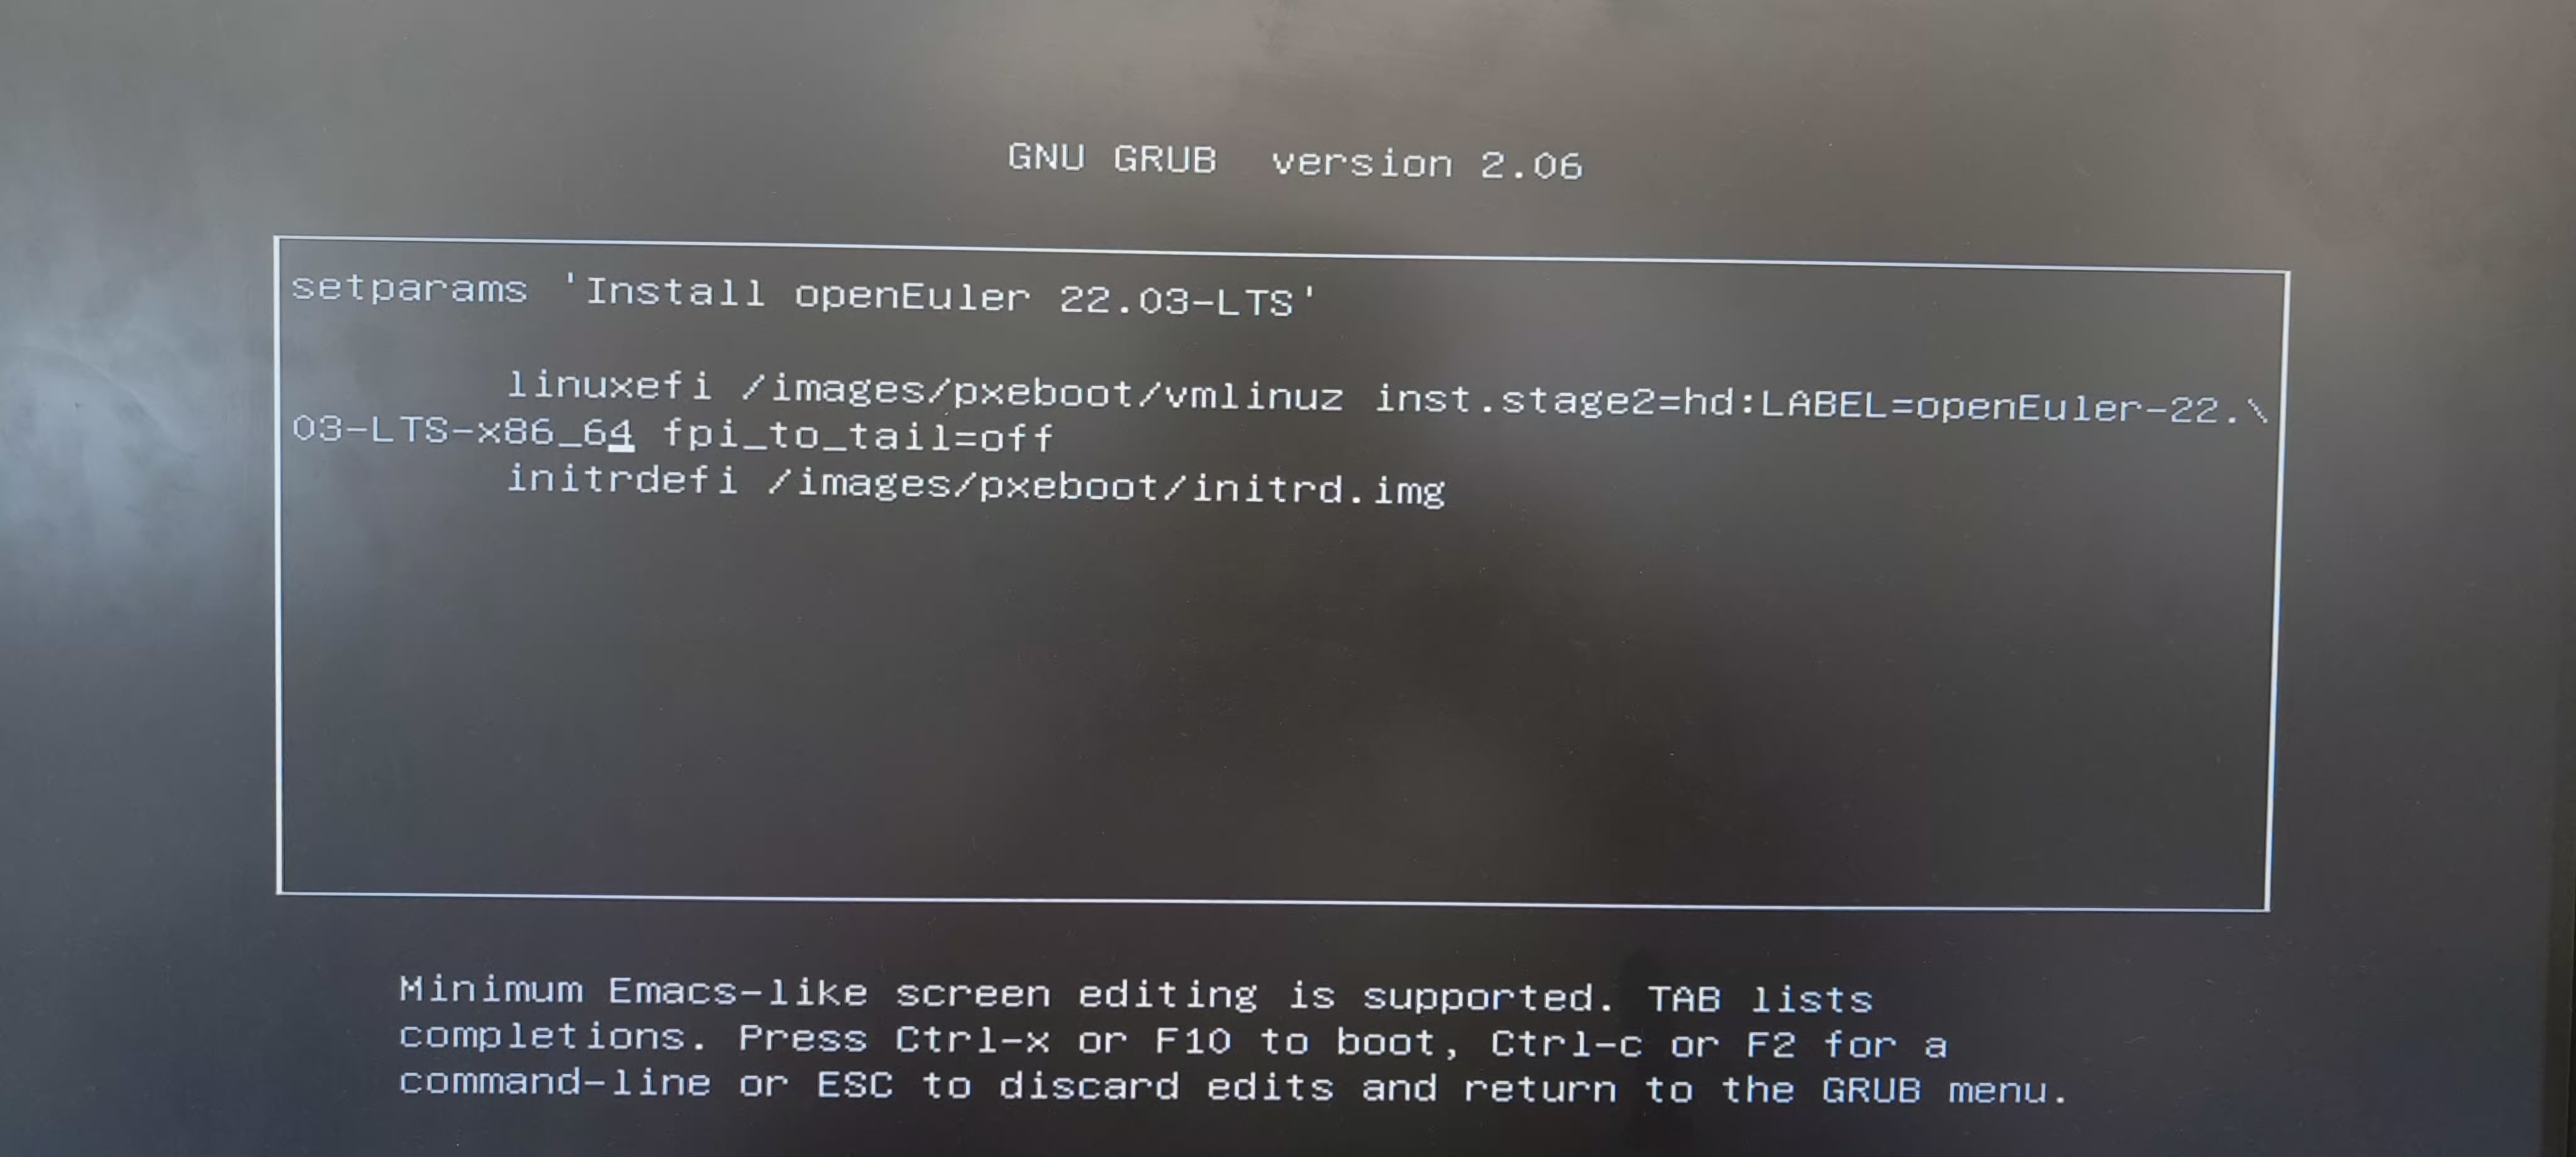 GNU GRUB  version 2.06
setparams 'Install openEuler 22.03-LTS'
linuxefi /images/pxeboot/vmlinuz inst.stage2=hd:LABEL=openEuler-22.\
03-LTS-x86_64 fpi_to_tail=off
initrdefi /images/pxeboot/initrd.img
Minimum Emacs-like screen editing is supported. TAB lists
completions. Press Ctrl-x or F10 to boot, Ctrl-c or F2 for a
command-line or ESC to discard edits and return to the GRUB menu.